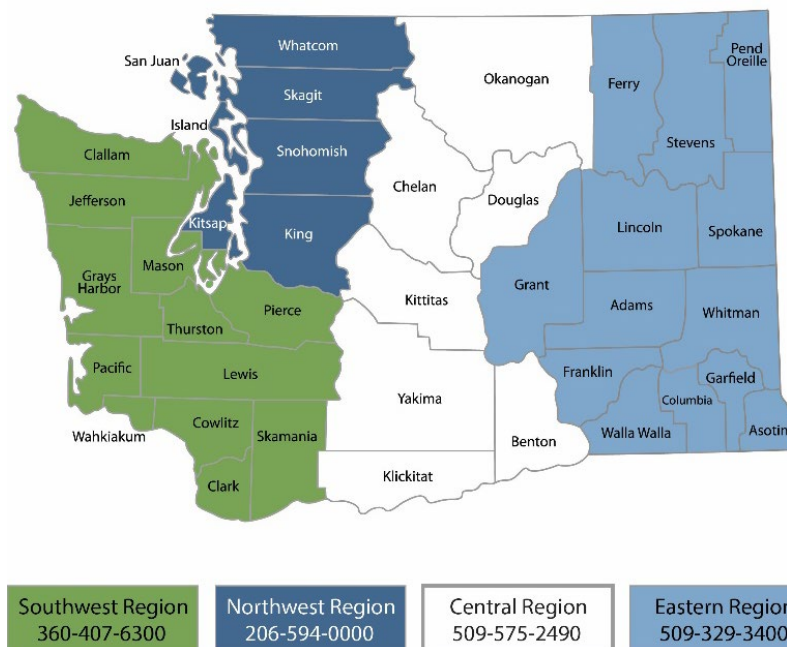 Whatcom
San Juan
Skagit
Island
Snohomish
Clallam
Jefferson
Kitsap
King
Mason
Grays
Harbor
Pierce
Thurston
Pacific
Lewis
Wahkiakum
Cowlitz
Skamania
Clark
Okanogan
Chelan
Douglas
Kittitas
Yakima
Benton
Klickitat
Ferry
Pend
Oreille
Stevens
Lincoln
Spokane
Grant
Adams
Whitman
Franklin
Garfield
Columbia
Walla Walla
Asotin
Southwest Region
360-407-6300
Northwest Region
206-594-0000
Central Region
509-575-2490
Eastern Region
509-329-3400